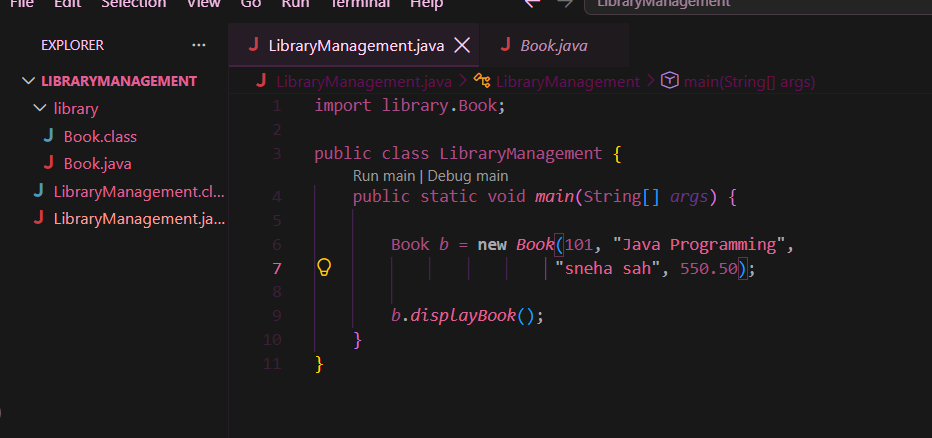 File Edit Selection View Go Run Terminal Help LibraryManagement
EXPLORER ...
LibraryManagement.java Book.java
LIBRARYMANAGEMENT
library
Book.class
Book.java
LibraryManagement.cl...
LibraryManagement.ja...
LibraryManagement.java > LibraryManagement > main(String[] args)
1 import library.Book;
2
3 public class LibraryManagement {
Run main | Debug main
4 public static void main(String[] args) {
5
6 Book b = new Book(101, "Java Programming",
7 "sneha sah", 550.50);
8
9 b.displayBook();
10 }
11 }